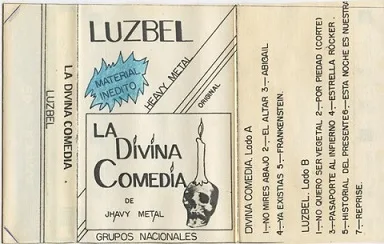 LUZBEL
LA DIVINA COMEDIA.
LUZBEL
MATERIAL
INEDITO
HEAVY METAL
ORIGINAL
LA
DIVINA
COMEDIA
DE
JHAVY METAL
GRUPOS NACIONALES
DIVINA COMEDIA, Lado A
1-NO MIRES ABAJO 2-EL ALTAR 3-ABIGAIL
4-YA EXISTIAS 5-FRANKENSTEIN.
LUZBEL. Lado B
1-NO QUIERO SER VEGETAL 2-POR PIEDAD (CORTE)
3-PASAPORTE AL INFIERNO 4-ESTRELLA ROCKER.
5-HISTORIAL DEL PRESENTE 6-ESTA NOCHE ES NUESTRA
7-REPRISE.